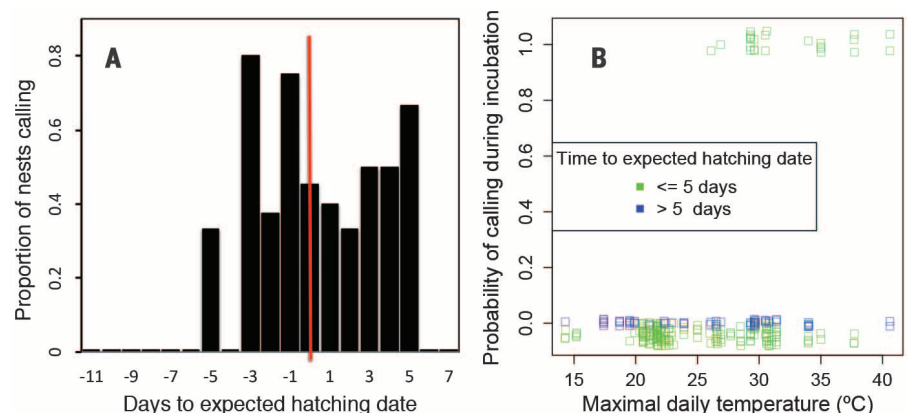 A
Proportion of nests calling
0.8
0.6
0.4
0.2
0
-11 -9 -7 -5 -3 -1 1 3 5 7
Days to expected hatching date
B
Probability of calling during incubation
1.0
0.8
0.6
0.4
0.2
0.0
Time to expected hatching date
<= 5 days
> 5 days
15 20 25 30 35 40
Maximal daily temperature (ºC)